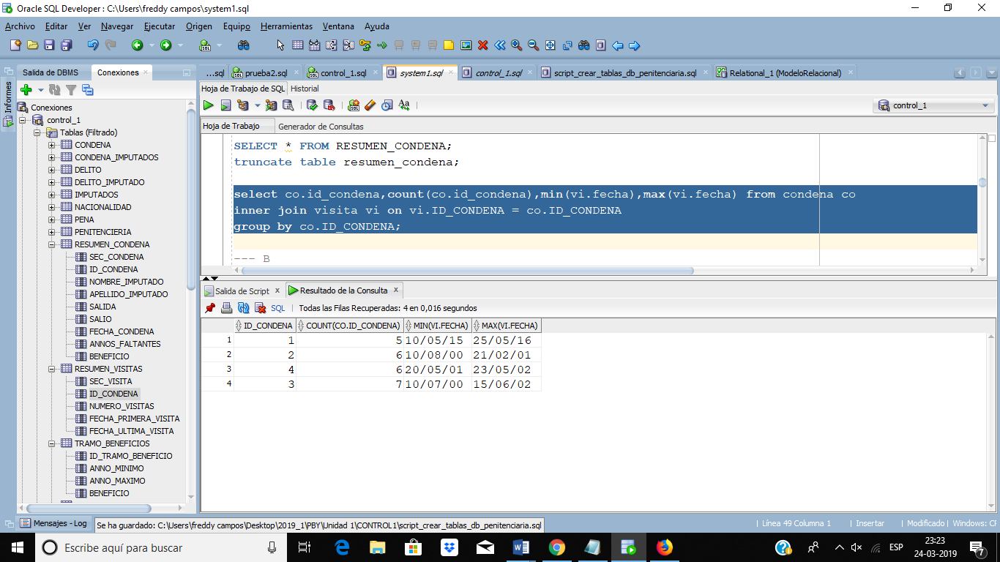 Oracle SQL Developer : C:\Users\freddy campos\system1.sql
Archivo Editar Ver Navegar Ejecutar Origen Equipo Herramientas Ventana Ayuda
Salida de DBMS
Conexiones
...sql
prueba2.sql
control_1.sql
system1.sql
control_1.sql
script_crear_tablas_db_penitenciaria.sql
Relational_1 (ModeloRelacional)
Informes
Hoja de Trabajo de SQL Historial
control_1
Hoja de Trabajo Generador de Consultas
Conexiones
control_1
Tablas (Filtrado)
CONDENA
CONDENA_IMPUTADOS
DELITO
DELITO_IMPUTADO
IMPUTADOS
NACIONALIDAD
PENA
PENITENCIERIA
RESUMEN_CONDENA
SEC_CONDENA
ID_CONDENA
NOMBRE_IMPUTADO
APELLIDO_IMPUTADO
SALIDA
SALIO
FECHA_CONDENA
ANNOS_FALTANTES
BENEFICIO
RESUMEN_VISITAS
SEC_VISITA
ID_CONDENA
NUMERO_VISITAS
FECHA_PRIMERA_VISITA
FECHA_ULTIMA_VISITA
TRAMO_BENEFICIOS
ID_TRAMO_BENEFICIO
ANNO_MINIMO
ANNO_MAXIMO
BENEFICIO
SELECT * FROM RESUMEN_CONDENA;
truncate table resumen_condena;
select co.id_condena,count(co.id_condena),min(vi.fecha),max(vi.fecha) from condena co
inner join visita vi on vi.ID_CONDENA = co.ID_CONDENA
group by co.ID_CONDENA;
--- B
Salida de Script x
Resultado de la Consulta x
SQL | Todas las Filas Recuperadas: 4 en 0,016 segundos
ID_CONDENA COUNT(CO.ID_CONDENA) MIN(VI.FECHA) MAX(VI.FECHA)
1 1 5 10/05/15 25/05/16
2 2 6 10/08/00 21/02/01
3 4 6 20/05/01 23/05/02
4 3 7 10/07/00 15/06/02
Mensajes - Log
Se ha guardado: C:\Users\freddy campos\Desktop\2019_1\PBY\Unidad 1\CONTROL1\script_crear_tablas_db_penitenciaria.sql
| Línea 49 Columna 1 | Insertar | Modificado | Windows: CF
Escribe aquí para buscar
ESP
23:23
24-03-2019
7